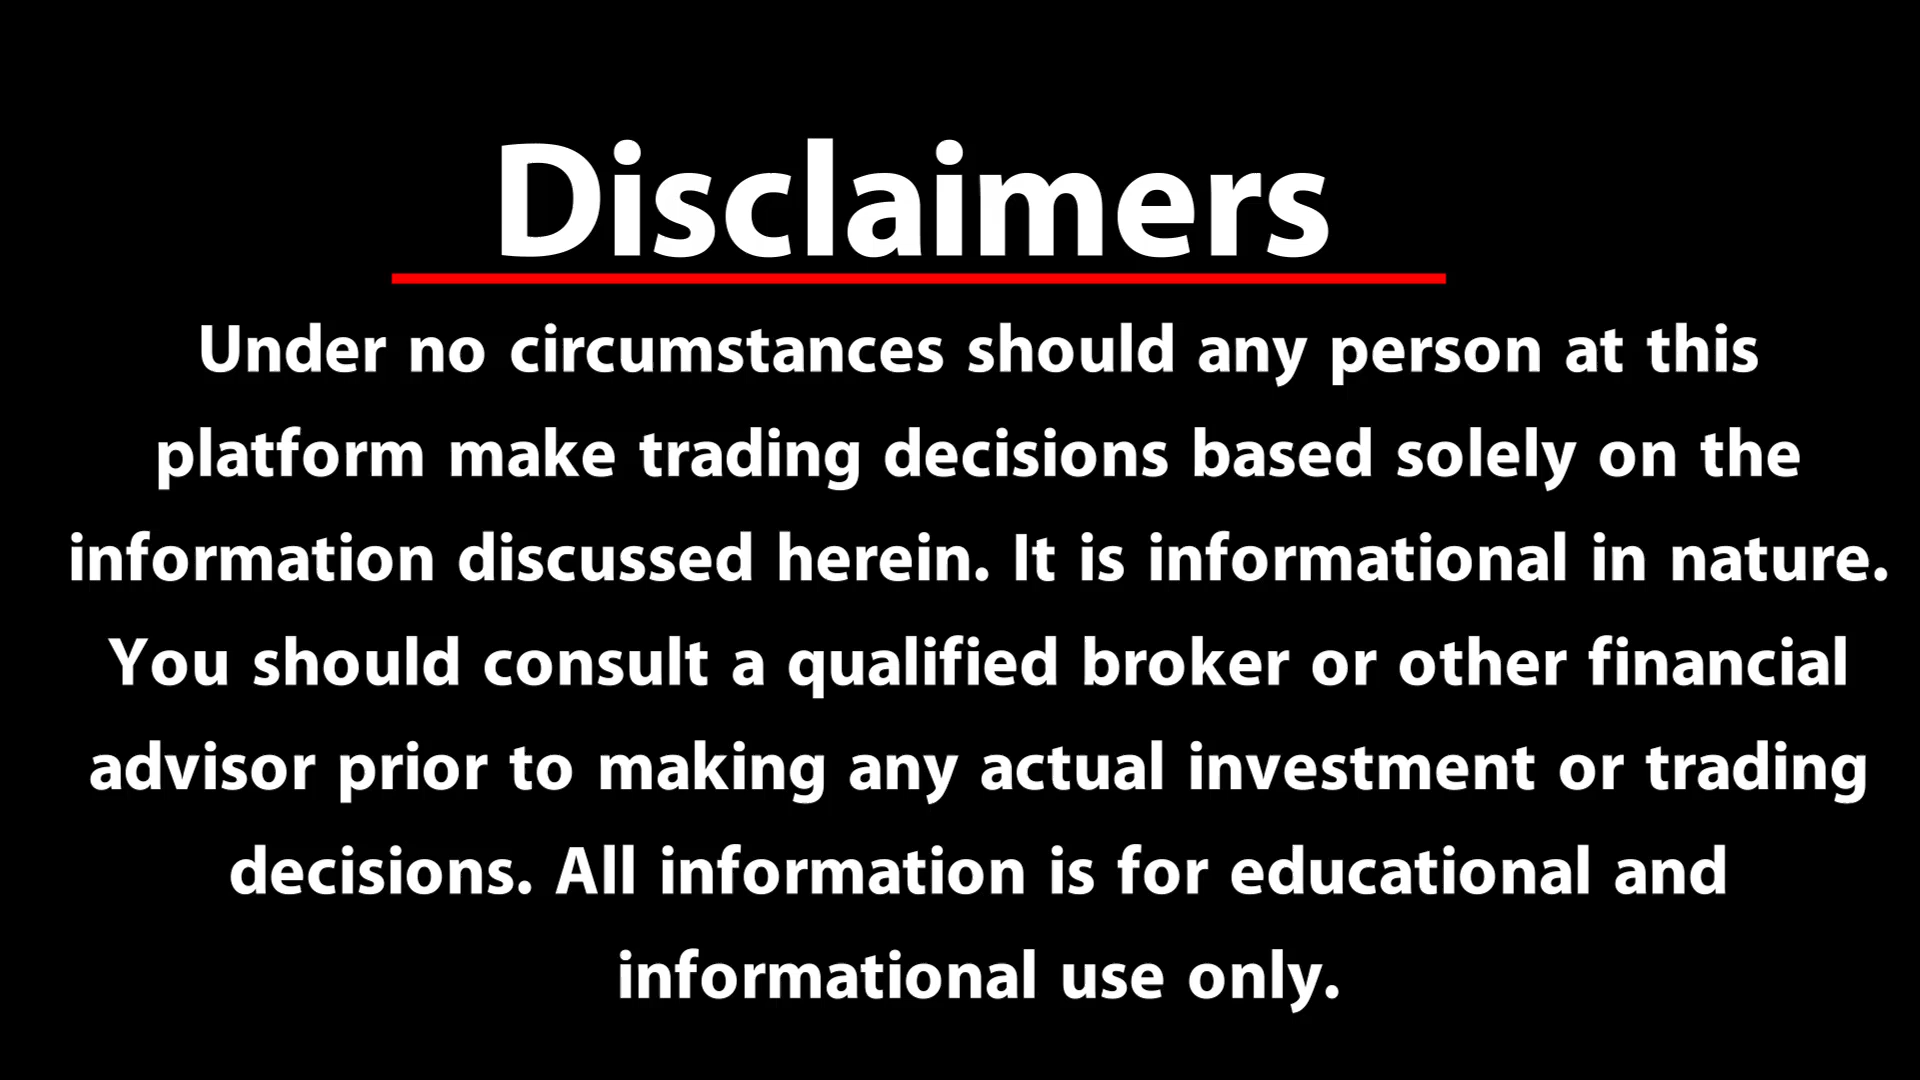 Disclaimers
Under no circumstances should any person at this
platform make trading decisions based solely on the
information discussed herein. It is informational in nature.
You should consult a qualified broker or other financial
advisor prior to making any actual investment or trading
decisions. All information is for educational and
informational use only.